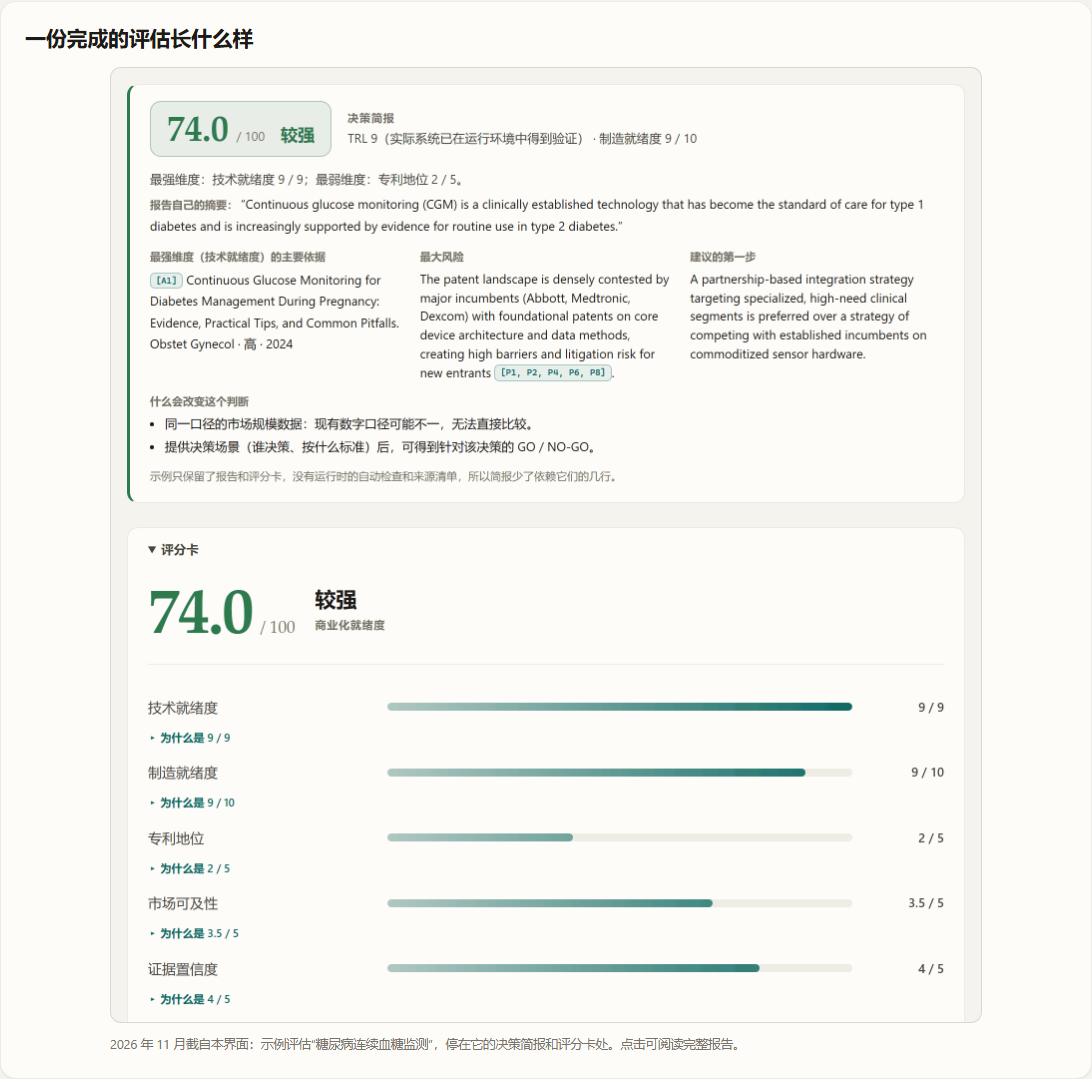 一份完成的评估长什么样
74.0 / 100 较强
决策简报
TRL 9（实际系统已在运行环境中得到验证） · 制造就绪度 9 / 10
最强维度：技术就绪度 9 / 9；最弱维度：专利地位 2 / 5。
报告自己的摘要： “Continuous glucose monitoring (CGM) is a clinically established technology that has become the standard of care for type 1
diabetes and is increasingly supported by evidence for routine use in type 2 diabetes.”
最强维度（技术就绪度）的主要依据
[A1] Continuous Glucose Monitoring for
Diabetes Management During Pregnancy:
Evidence, Practical Tips, and Common Pitfalls.
Obstet Gynecol · 高 · 2024
最大风险
The patent landscape is densely contested by
major incumbents (Abbott, Medtronic,
Dexcom) with foundational patents on core
device architecture and data methods,
creating high barriers and litigation risk for
new entrants [P1, P2, P4, P6, P8].
建议的第一步
A partnership-based integration strategy
targeting specialized, high-need clinical
segments is preferred over a strategy of
competing with established incumbents on
commoditized sensor hardware.
什么会改变这个判断
• 同一口径的市场规模数据：现有数字口径可能不一，无法直接比较。
• 提供决策场景（谁决策、按什么标准）后，可得到针对该决策的 GO / NO-GO。
示例只保留了报告和评分卡，没有运行时的自动检查和来源清单，所以简报少了依赖它们的几行。
▼ 评分卡
74.0 / 100
较强
商业化就绪度
技术就绪度 9 / 9
‣ 为什么是 9 / 9
制造就绪度 9 / 10
‣ 为什么是 9 / 10
专利地位 2 / 5
‣ 为什么是 2 / 5
市场可及性 3.5 / 5
‣ 为什么是 3.5 / 5
证据置信度 4 / 5
‣ 为什么是 4 / 5
2026 年 11 月截自本界面：示例评估“糖尿病连续血糖监测”，停在它的决策简报和评分卡处。点击可阅读完整报告。